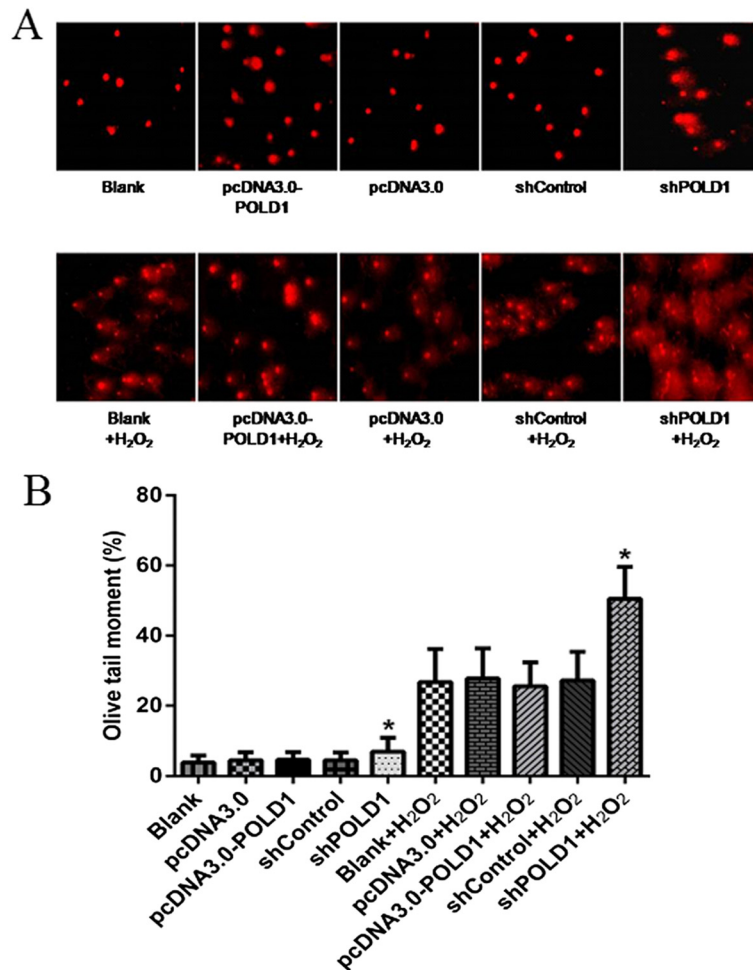 A
Blank
pcDNA3.0-
POLD1
pcDNA3.0
shControl
shPOLD1
Blank
+H₂O₂
pcDNA3.0-
POLD1+H₂O₂
pcDNA3.0
+H₂O₂
shControl
+H₂O₂
shPOLD1
+H₂O₂
B
Olive tail moment (%)
80
60
40
20
0
*
*
Blank
pcDNA3.0
pcDNA3.0-POLD1
shControl
shPOLD1
Blank+H₂O₂
pcDNA3.0+H₂O₂
pcDNA3.0-POLD1+H₂O₂
shControl+H₂O₂
shPOLD1+H₂O₂